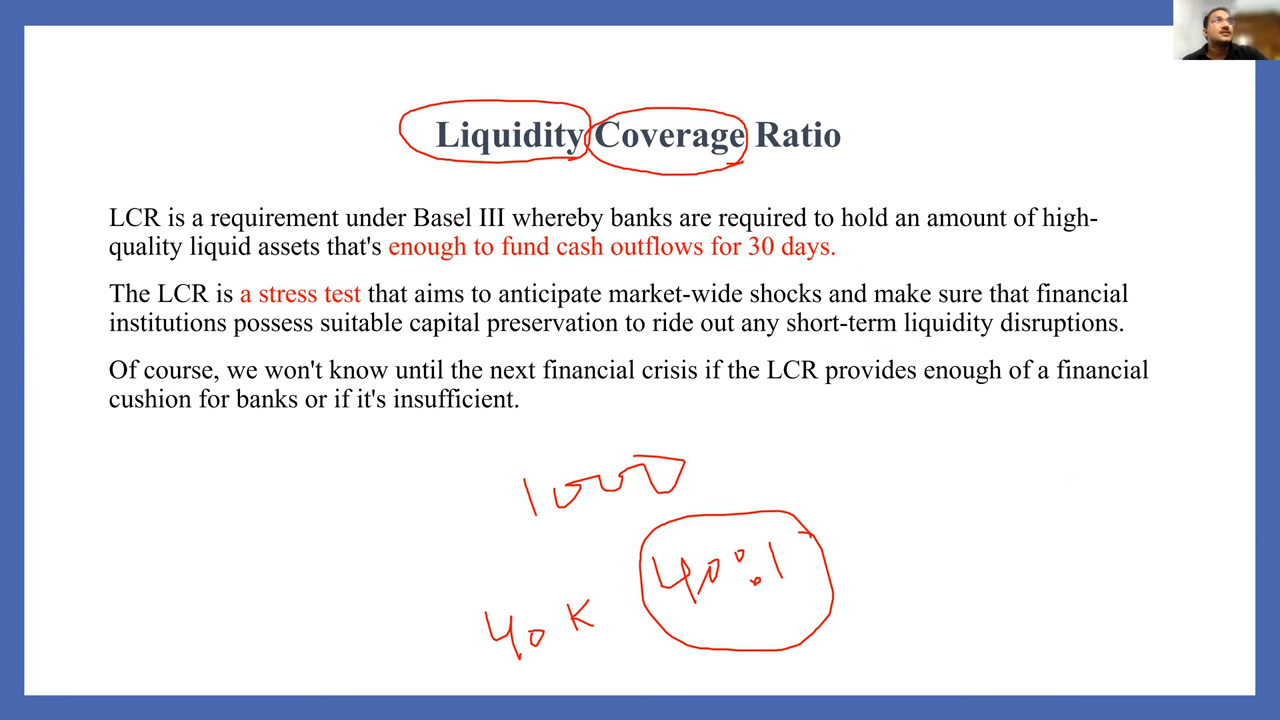 Liquidity Coverage Ratio
LCR is a requirement under Basel III whereby banks are required to hold an amount of high-
quality liquid assets that's enough to fund cash outflows for 30 days.
The LCR is a stress test that aims to anticipate market-wide shocks and make sure that financial
institutions possess suitable capital preservation to ride out any short-term liquidity disruptions.
Of course, we won't know until the next financial crisis if the LCR provides enough of a financial
cushion for banks or if it's insufficient.
1000
40:1
40 K